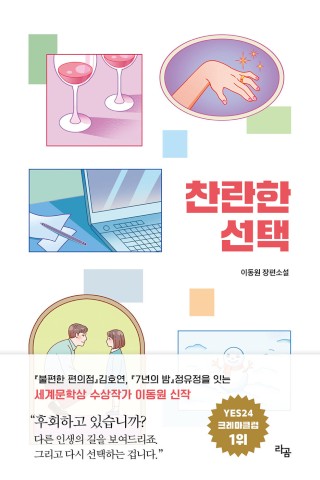 찬란한
선택
이동원 장편소설
『불편한 편의점』김호연, 『7년의 밤』정유정을 잇는
세계문학상 수상작가 이동원 신작
“후회하고 있습니까?
다른 인생의 길을 보여드리죠.
그리고 다시 선택하는 겁니다.”
YES24
크레마클럽
1위
라곰